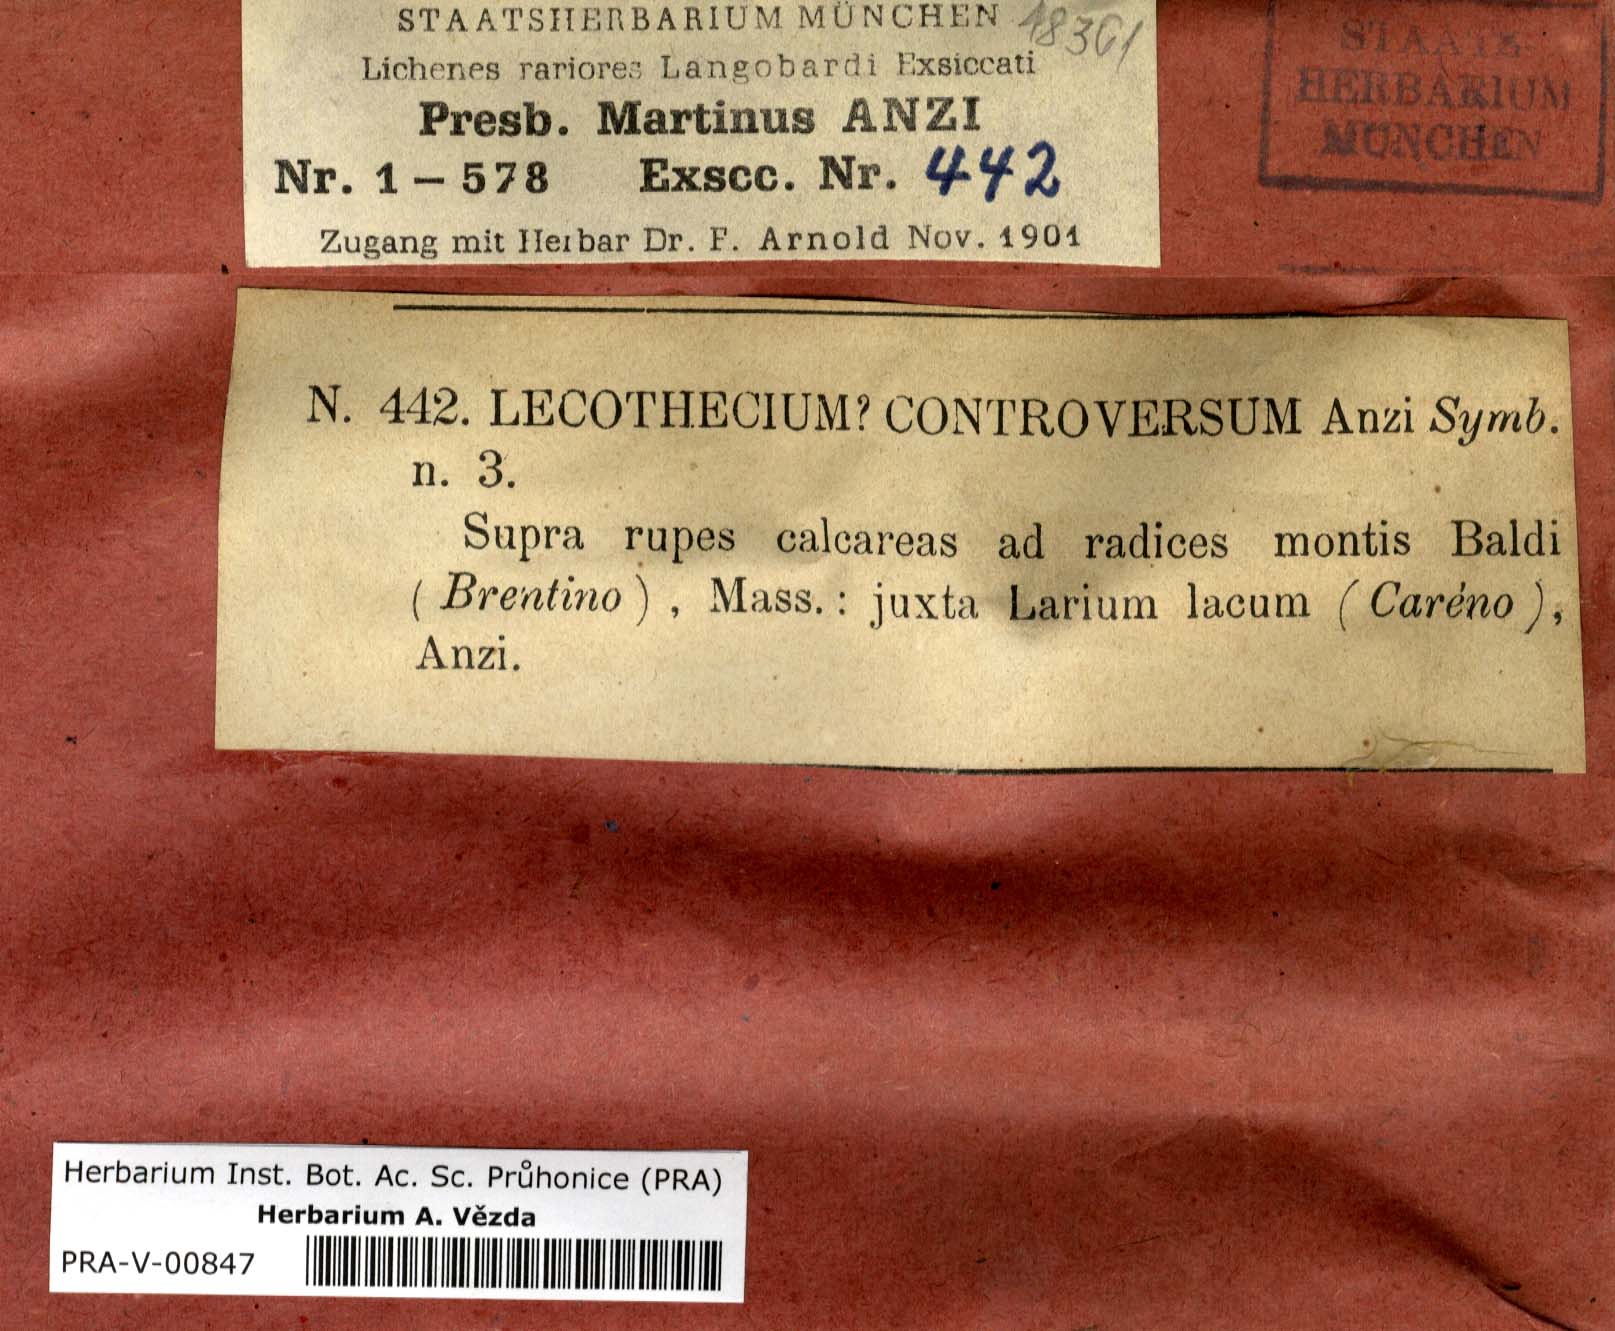 STAATSHERBARIUM MÜNCHEN
18361
Lichenes rariores Langobardi Exsiccati
Presb. Martinus ANZI
Nr. 1 – 578 Exscc. Nr. 442
Zugang mit Herbar Dr. F. Arnold Nov. 1901
STAATS-
HERBARIUM
MÜNCHEN
N. 442. LECOTHECIUM? CONTROVERSUM Anzi Symb.
n. 3.
Supra rupes calcareas ad radices montis Baldi
(Brentino), Mass.: juxta Larium lacum (Caréno),
Anzi.
Herbarium Inst. Bot. Ac. Sc. Průhonice (PRA)
Herbarium A. Vězda
PRA-V-00847